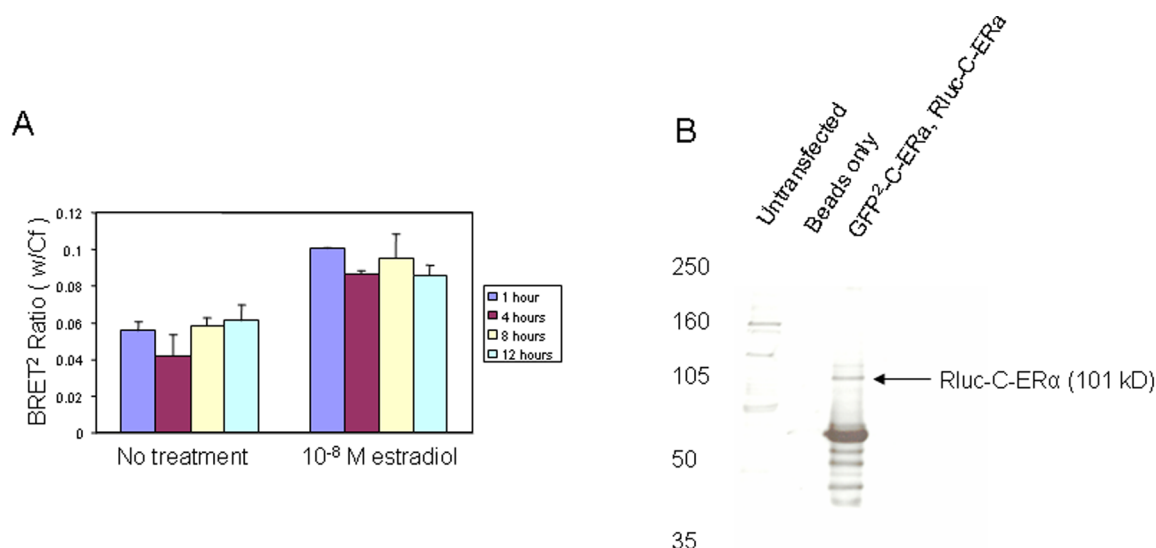 A
BRET² Ratio ( w/Cf )
0.12
0.1
0.08
0.06
0.04
0.02
0
No treatment
10⁻⁸ M estradiol
1 hour
4 hours
8 hours
12 hours
B
Untransfected
Beads only
GFP²-C-ERa, Rluc-C-ERa
250
160
105
50
35
Rluc-C-ERα (101 kD)